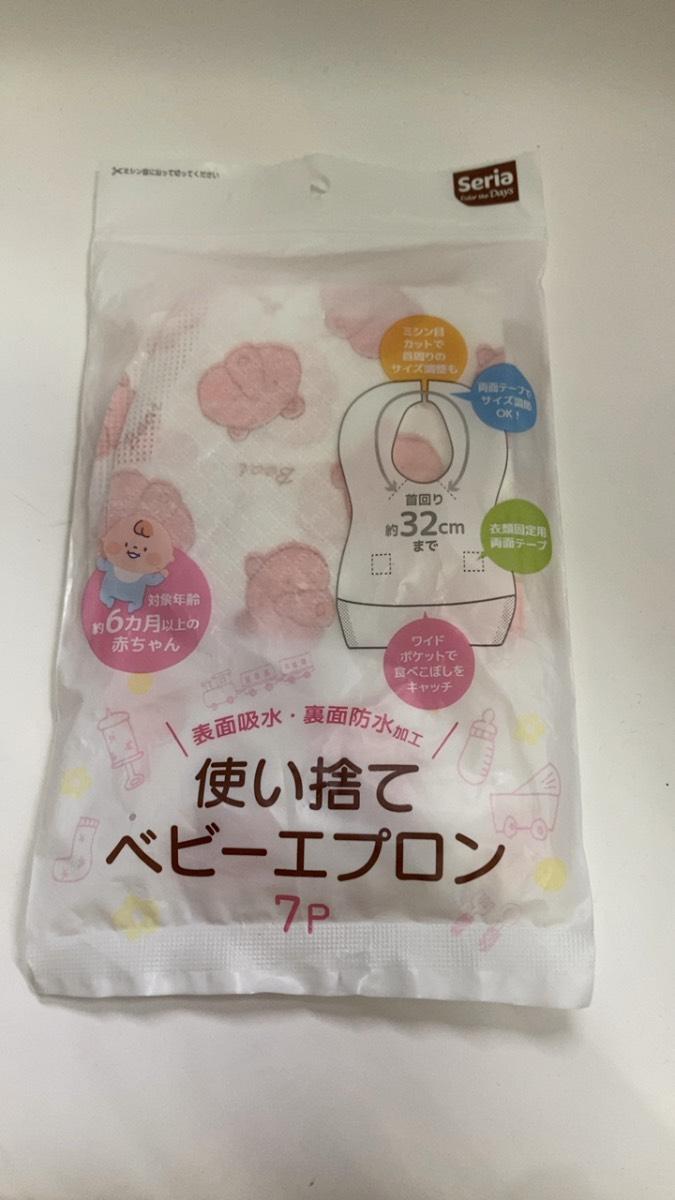 ミシン目に沿って切ってください
Seria
Color the Days
ミシン目
カットで
首周りの
サイズ調整も
両面テープで
サイズ調節
OK!
Bear
首回り
約32cm
まで
衣類固定用
両面テープ
対象年齢
約6カ月以上の
赤ちゃん
ワイド
ポケットで
食べこぼしを
キャッチ
表面吸水・裏面防水加工
使い捨て
ベビーエプロン
7P